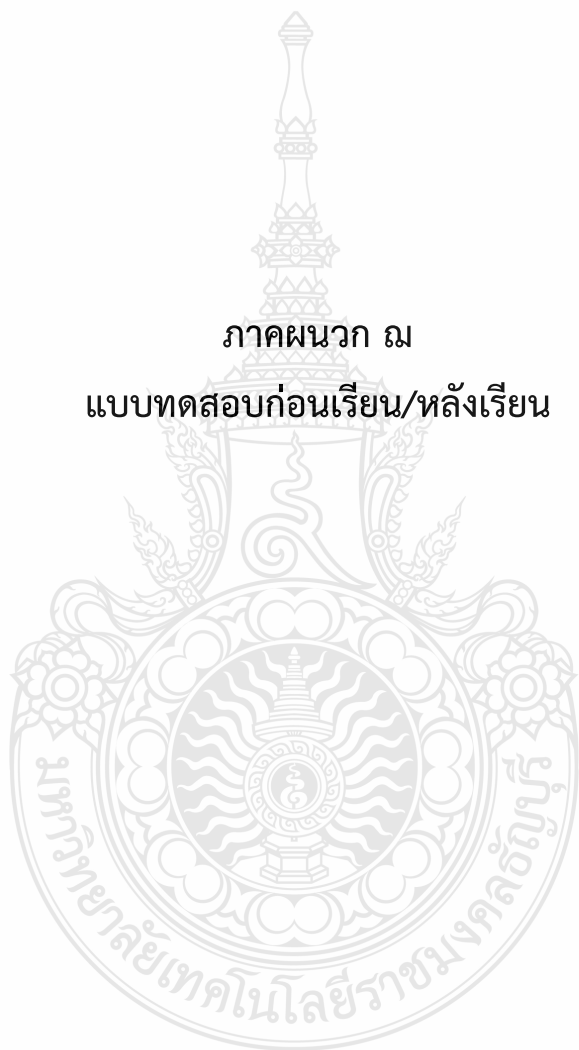 ภาคผนวก ฌ
แบบทดสอบก่อนเรียน/หลังเรียน
มหาวิทยาลัยเทคโนโลยีราชมงคลธัญบุรี